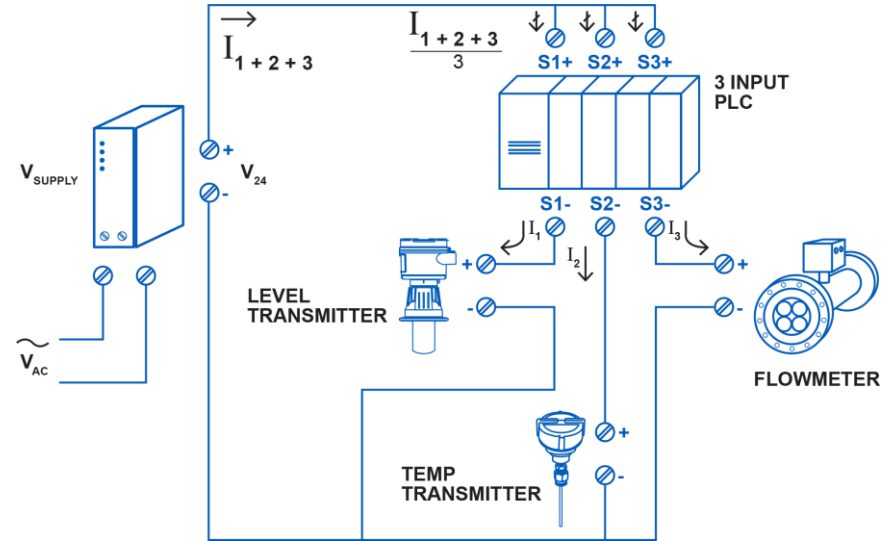 I1 + 2 + 3
I1 + 2 + 3
3
S1+ S2+ S3+
3 INPUT
PLC
VSUPPLY
+
V24
-
S1- S2- S3-
I1
I2
I3
+
+
LEVEL
TRANSMITTER
-
-
VAC
FLOWMETER
+
TEMP
TRANSMITTER
-